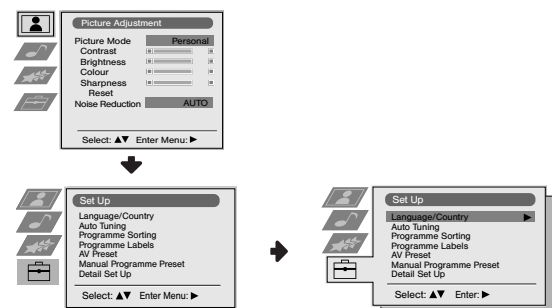 Picture Adjustment
Picture Mode Personal
Contrast
Brightness
Colour
Sharpness
Reset
Noise Reduction AUTO
Select: ▲▼ Enter Menu: ►
Set Up
Language/Country
Auto Tuning
Programme Sorting
Programme Labels
AV Preset
Manual Programme Preset
Detail Set Up
Select: ▲▼ Enter Menu: ►
Set Up
Language/Country ►
Auto Tuning
Programme Sorting
Programme Labels
AV Preset
Manual Programme Preset
Detail Set Up
Select: ▲▼ Enter: ►